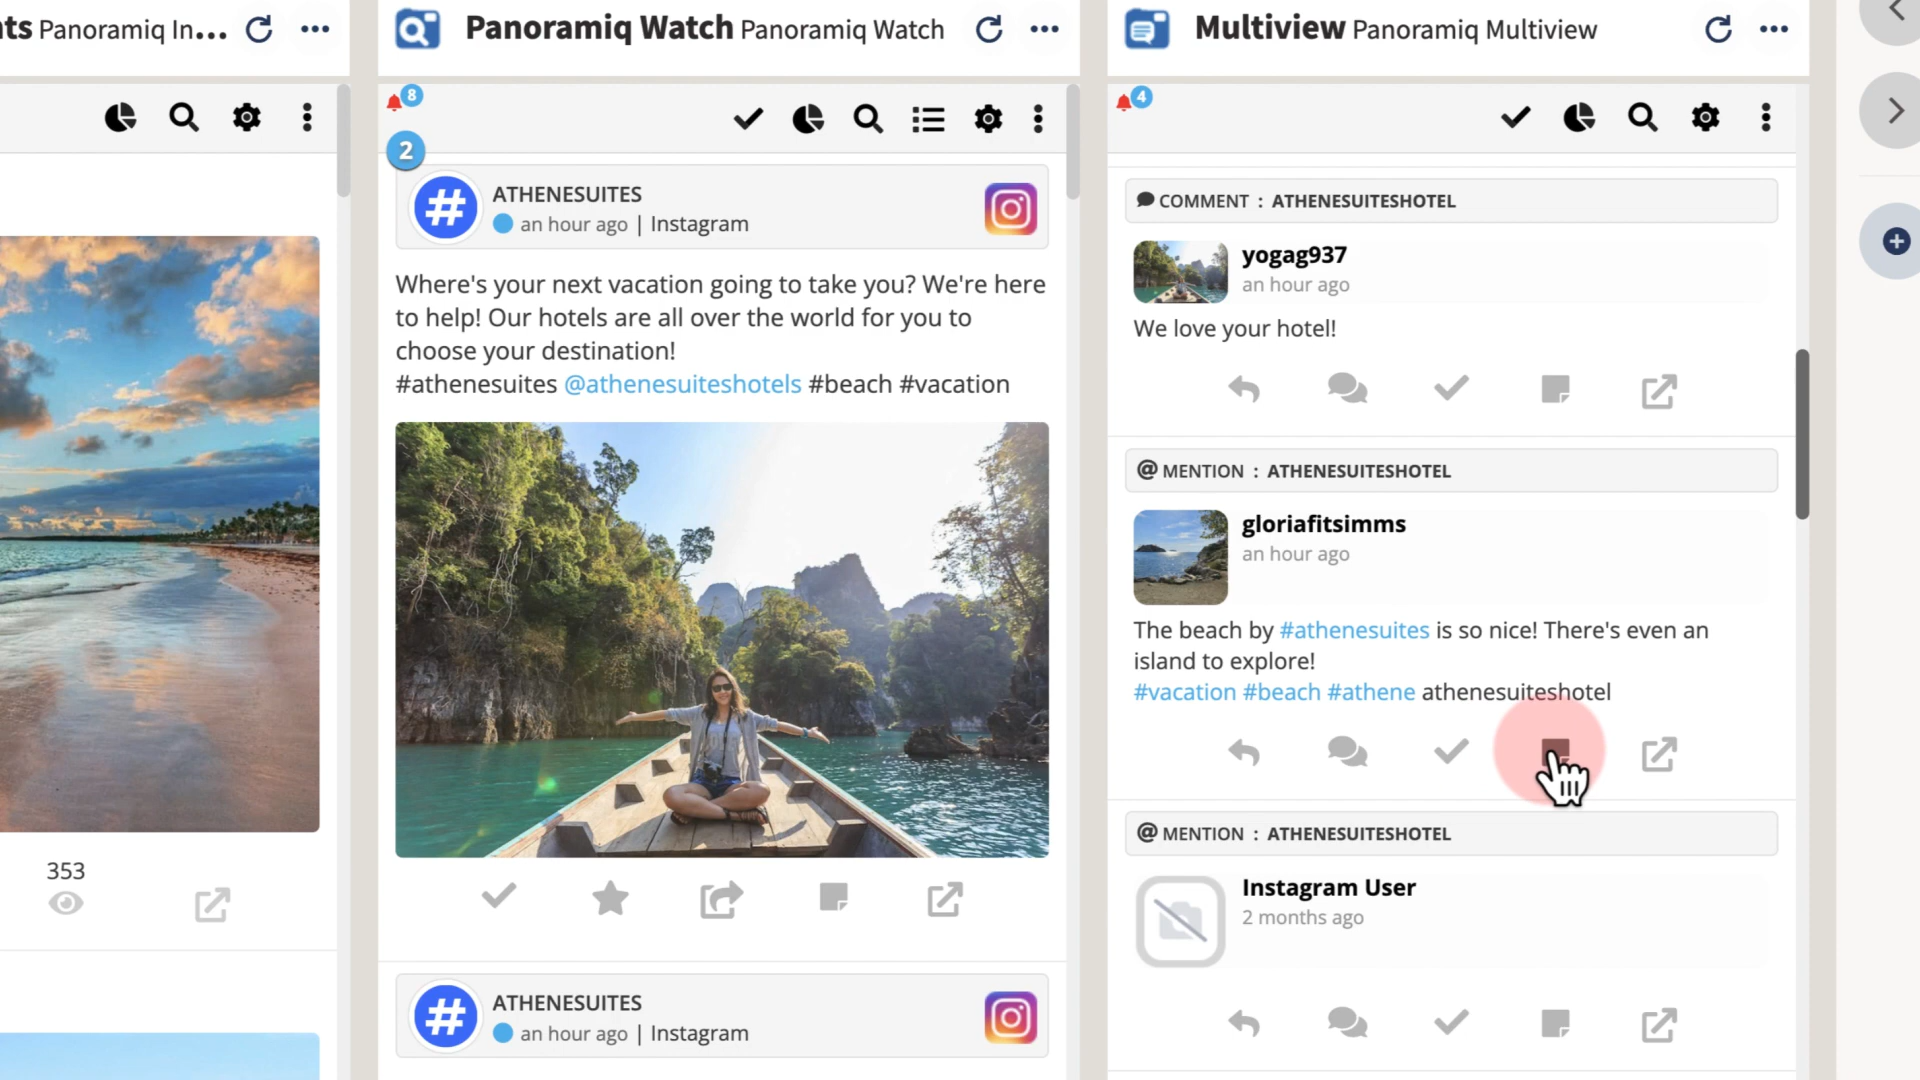 nts Panoramiq In...
353
Panoramiq Watch Panoramiq Watch
8
2
ATHENESUITES
an hour ago | Instagram
Where's your next vacation going to take you? We're here
to help! Our hotels are all over the world for you to
choose your destination!
#athenesuites @athenesuiteshotels #beach #vacation
ATHENESUITES
an hour ago | Instagram
Multiview Panoramiq Multiview
4
COMMENT : ATHENESUITESHOTEL
yogag937
an hour ago
We love your hotel!
@ MENTION : ATHENESUITESHOTEL
gloriafitsimms
an hour ago
The beach by #athenesuites is so nice! There's even an
island to explore!
#vacation #beach #athene athenesuiteshotel
@ MENTION : ATHENESUITESHOTEL
Instagram User
2 months ago